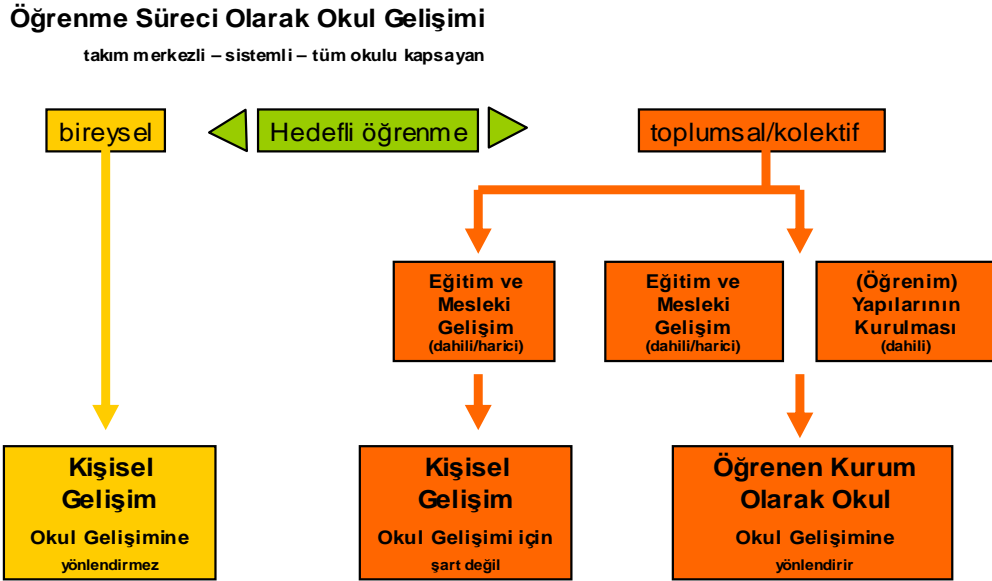 Öğrenme Süreci Olarak Okul Gelişimi
takım merkezli – sistemli – tüm okulu kapsayan
bireysel
Hedefli öğrenme
toplumsal/kolektif
Eğitim ve
Mesleki
Gelişim
(dahili/harici)
Eğitim ve
Mesleki
Gelişim
(dahili/harici)
(Öğrenim)
Yapılarının
Kurulması
(dahili)
Kişisel
Gelişim
Okul Gelişimine
yönlendirmez
Kişisel
Gelişim
Okul Gelişimi için
şart değil
Öğrenen Kurum
Olarak Okul
Okul Gelişimine
yönlendirir